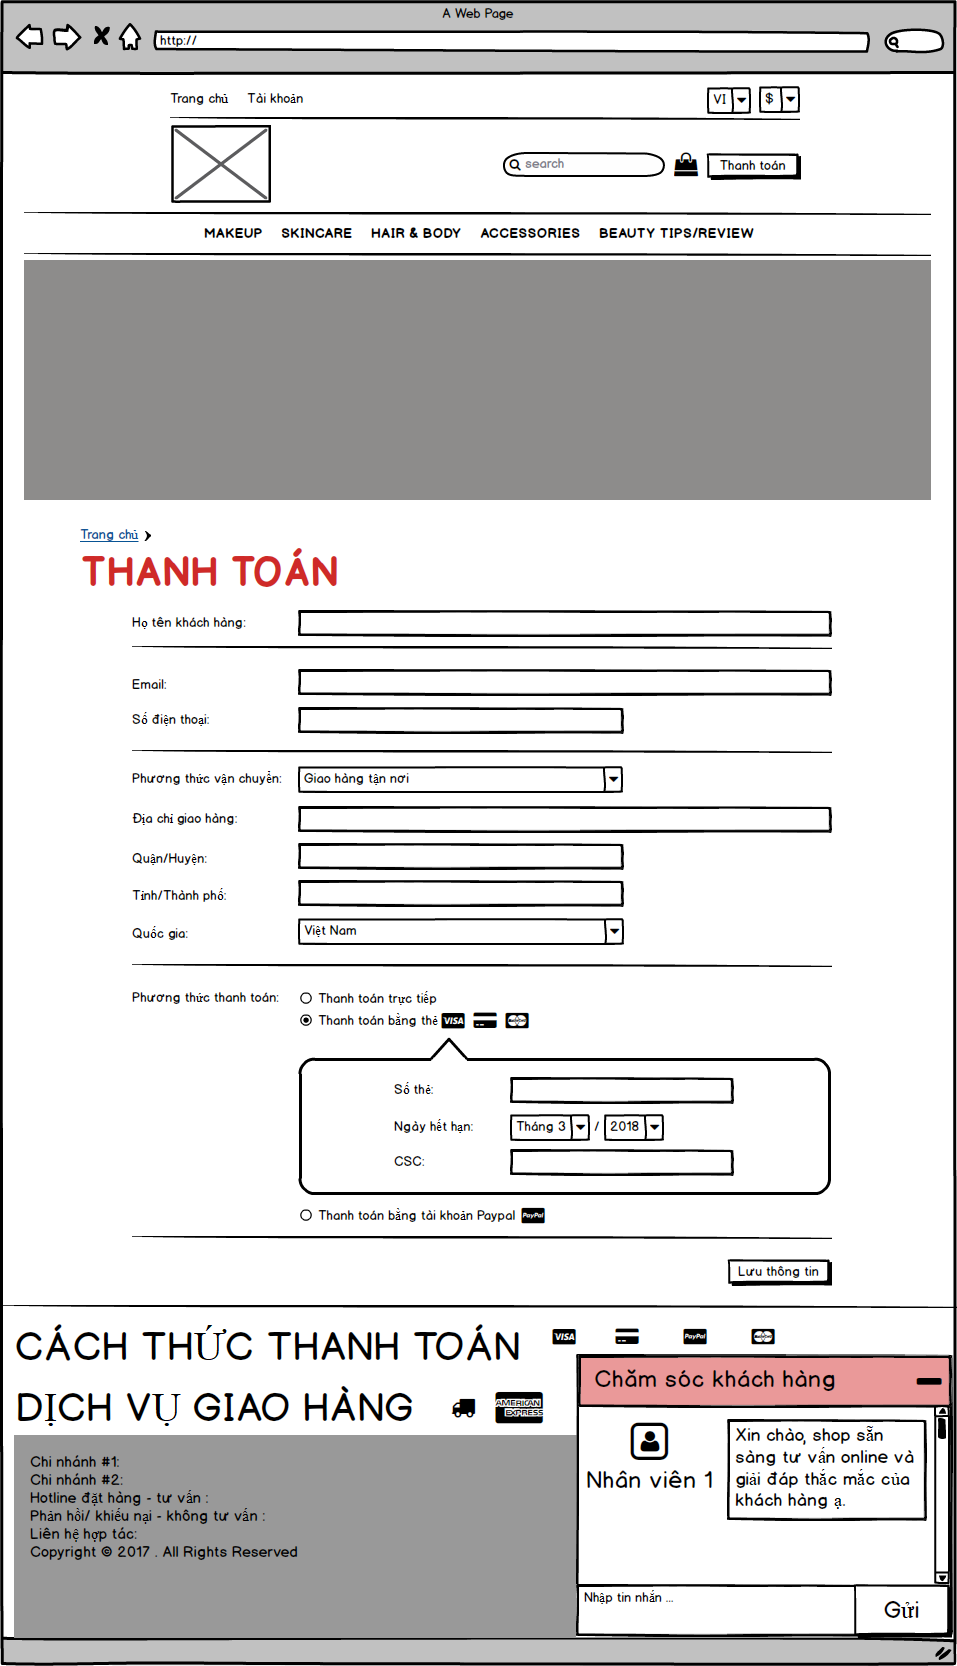 A Web Page
http://
Trang chủ Tài khoản
VI $
search
Thanh toán
MAKEUP SKINCARE HAIR & BODY ACCESSORIES BEAUTY TIPS/REVIEW
Trang chủ
THANH TOÁN
Họ tên khách hàng:
Email:
Số điện thoại:
Phương thức vận chuyển: Giao hàng tận nơi
Địa chỉ giao hàng:
Quận/Huyện:
Tỉnh/Thành phố:
Quốc gia: Việt Nam
Phương thức thanh toán: Thanh toán trực tiếp
Thanh toán bằng thẻ VISA
Số thẻ:
Ngày hết hạn: Tháng 3 / 2018
CSC:
Thanh toán bằng tài khoản Paypal PayPal
Lưu thông tin
CÁCH THỨC THANH TOÁN VISA PayPal
DỊCH VỤ GIAO HÀNG AMERICAN EXPRESS
Chi nhánh #1:
Chi nhánh #2:
Hotline đặt hàng - tư vấn :
Phản hồi/ khiếu nại - không tư vấn :
Liên hệ hợp tác:
Copyright © 2017 . All Rights Reserved
Chăm sóc khách hàng
Nhân viên 1
Xin chào, shop sẵn
sàng tư vấn online và
giải đáp thắc mắc của
khách hàng ạ.
Nhập tin nhắn ...
Gửi